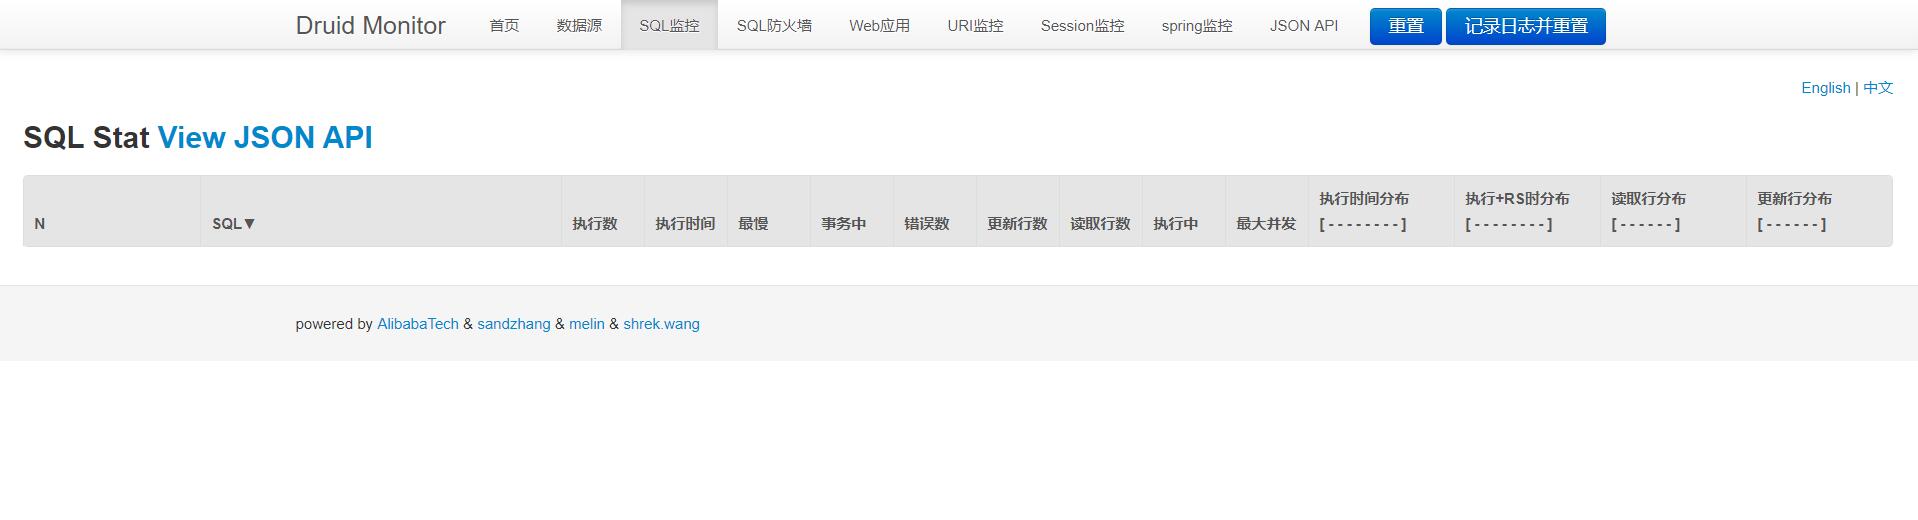 Druid Monitor 首页 数据源 SQL监控 SQL防火墙 Web应用 URI监控 Session监控 spring监控 JSON API 重置 记录日志并重置
English | 中文
SQL Stat View JSON API
N SQL▼ 执行数 执行时间 最慢 事务中 错误数 更新行数 读取行数 执行中 最大并发 执行时间分布 执行+RS时分布 读取行分布 更新行分布
[ - - - - - - - - ] [ - - - - - - - - ] [ - - - - - - ] [ - - - - - - ]
powered by AlibabaTech & sandzhang & melin & shrek.wang